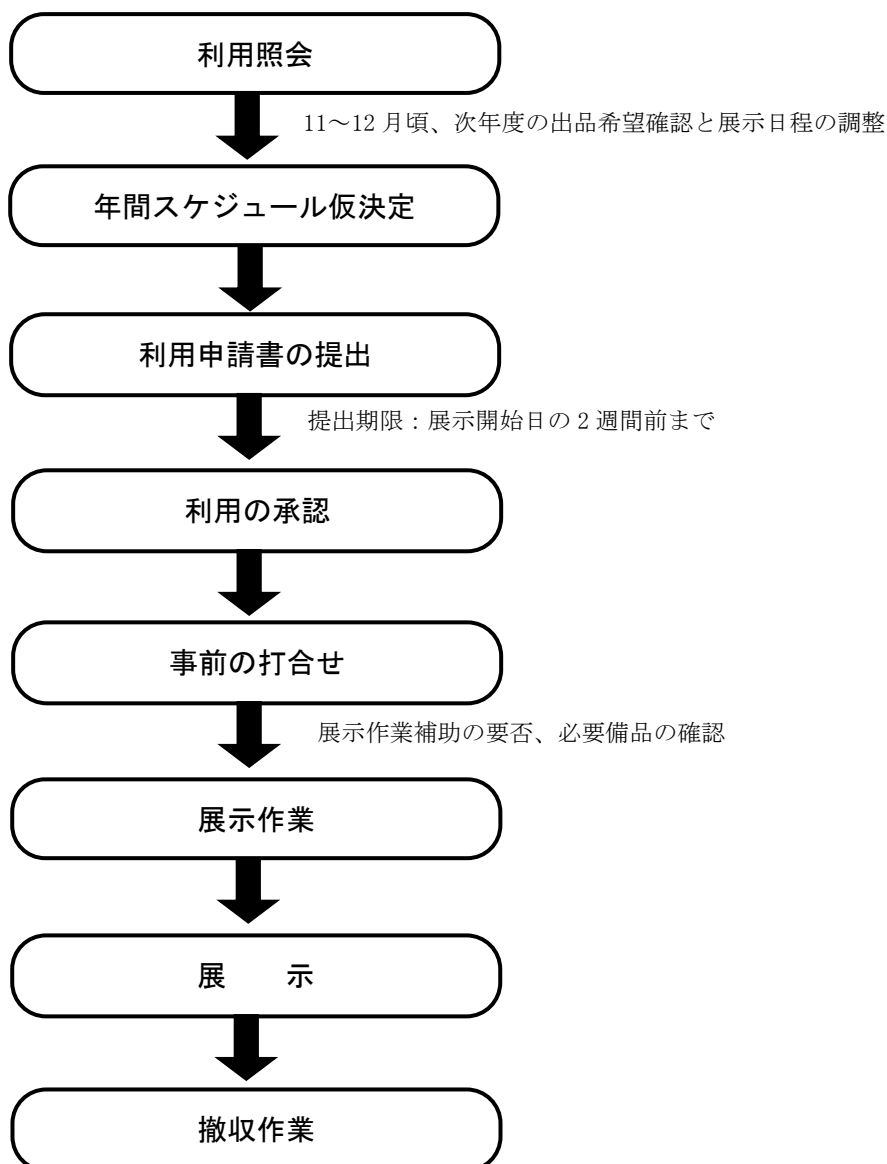 利用照会
11～12月頃、次年度の出品希望確認と展示日程の調整
年間スケジュール仮決定
利用申請書の提出
提出期限：展示開始日の2週間前まで
利用の承認
事前の打合せ
展示作業補助の要否、必要備品の確認
展示作業
展　　示
撤収作業